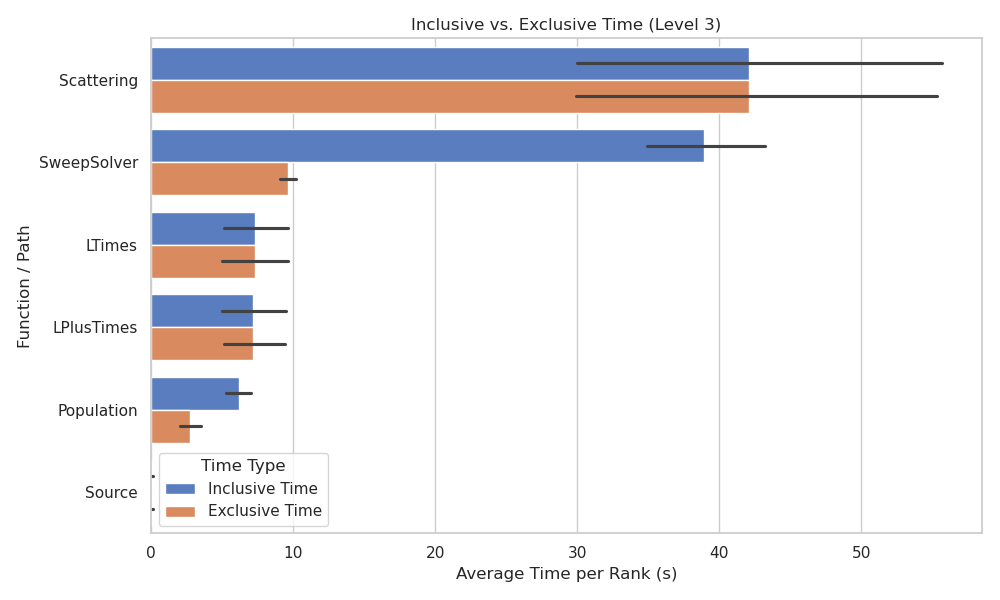 Inclusive vs. Exclusive Time (Level 3)
Function / Path
Scattering
SweepSolver
LTimes
LPlusTimes
Population
Source
Time Type
Inclusive Time
Exclusive Time
0 10 20 30 40 50
Average Time per Rank (s)